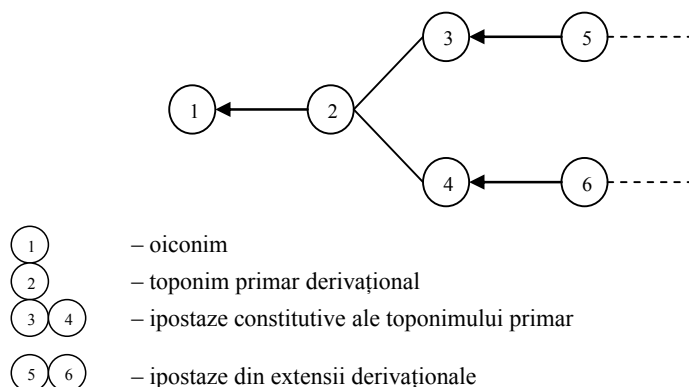 3 5
1 2
4 6
1 – oiconim
2 – toponim primar derivațional
3 4 – ipostaze constitutive ale toponimului primar
5 6 – ipostaze din extensii derivaționale